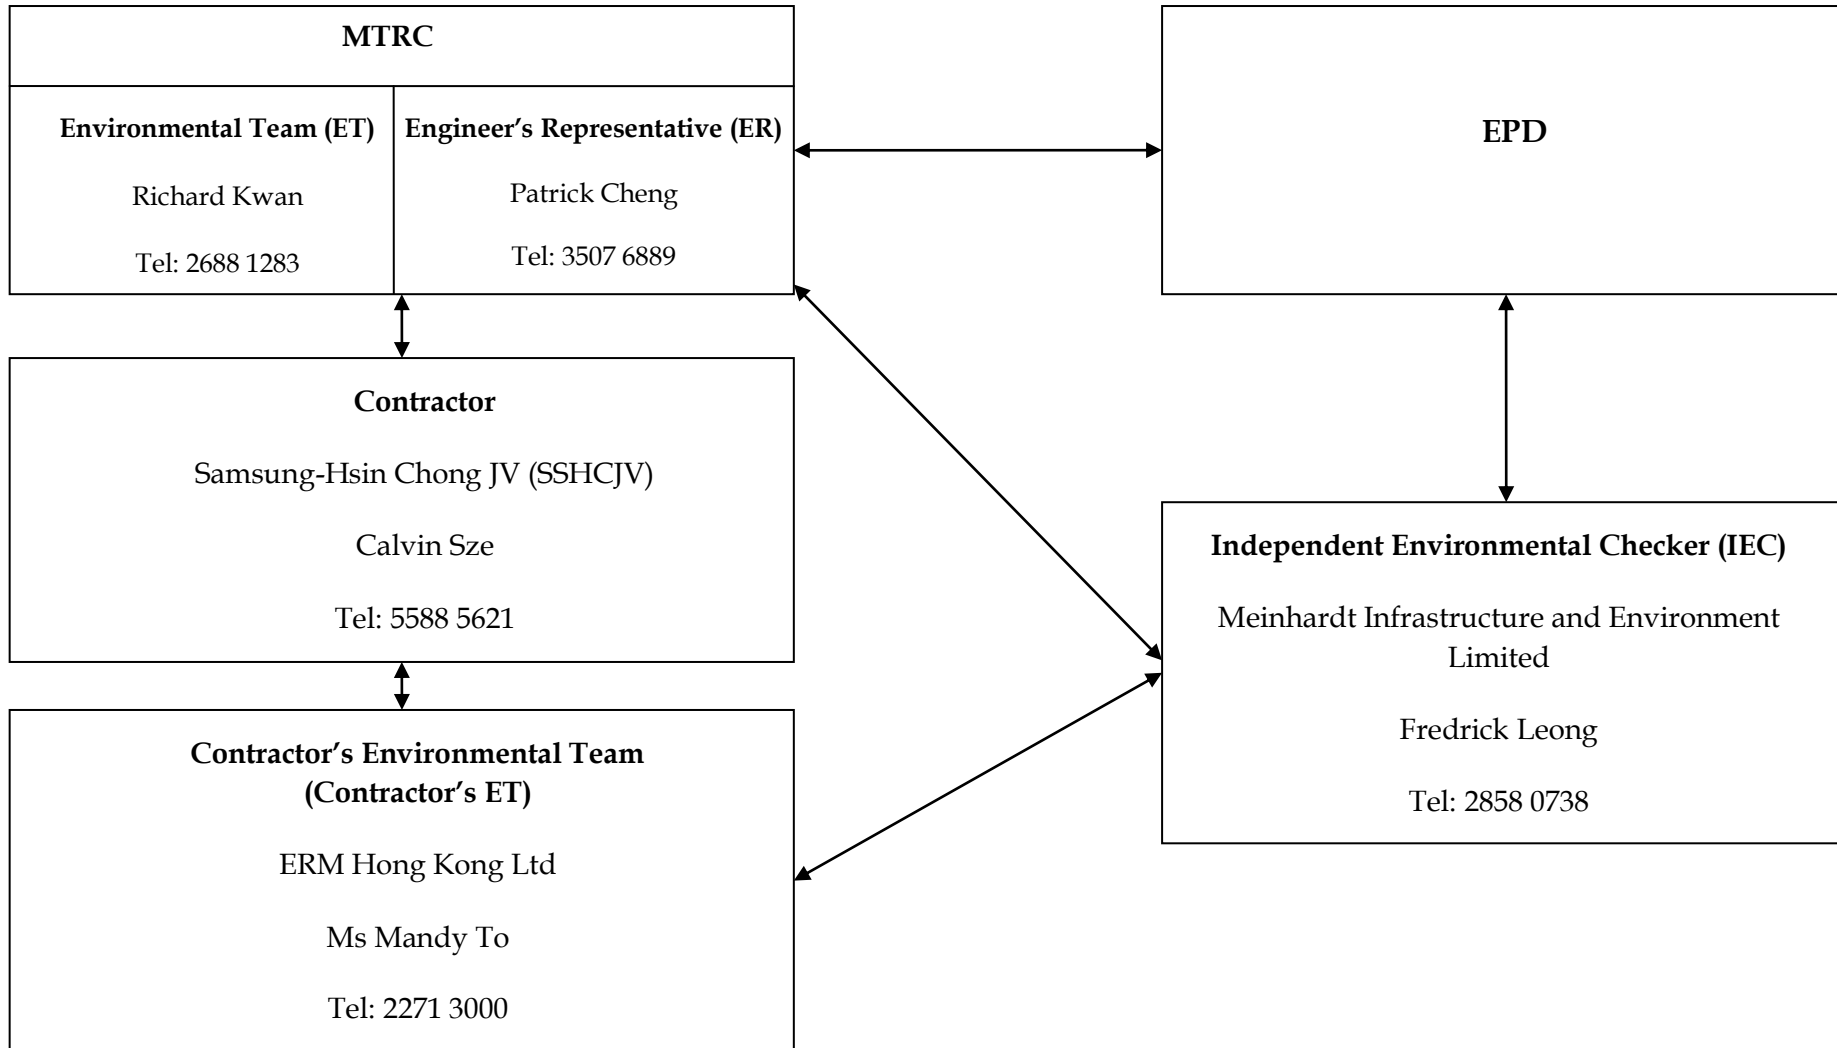 MTRC
Environmental Team (ET)
Richard Kwan
Tel: 2688 1283
Engineer’s Representative (ER)
Patrick Cheng
Tel: 3507 6889
EPD
Contractor
Samsung-Hsin Chong JV (SSHCJV)
Calvin Sze
Tel: 5588 5621
Independent Environmental Checker (IEC)
Meinhardt Infrastructure and Environment
Limited
Fredrick Leong
Tel: 2858 0738
Contractor’s Environmental Team
(Contractor’s ET)
ERM Hong Kong Ltd
Ms Mandy To
Tel: 2271 3000